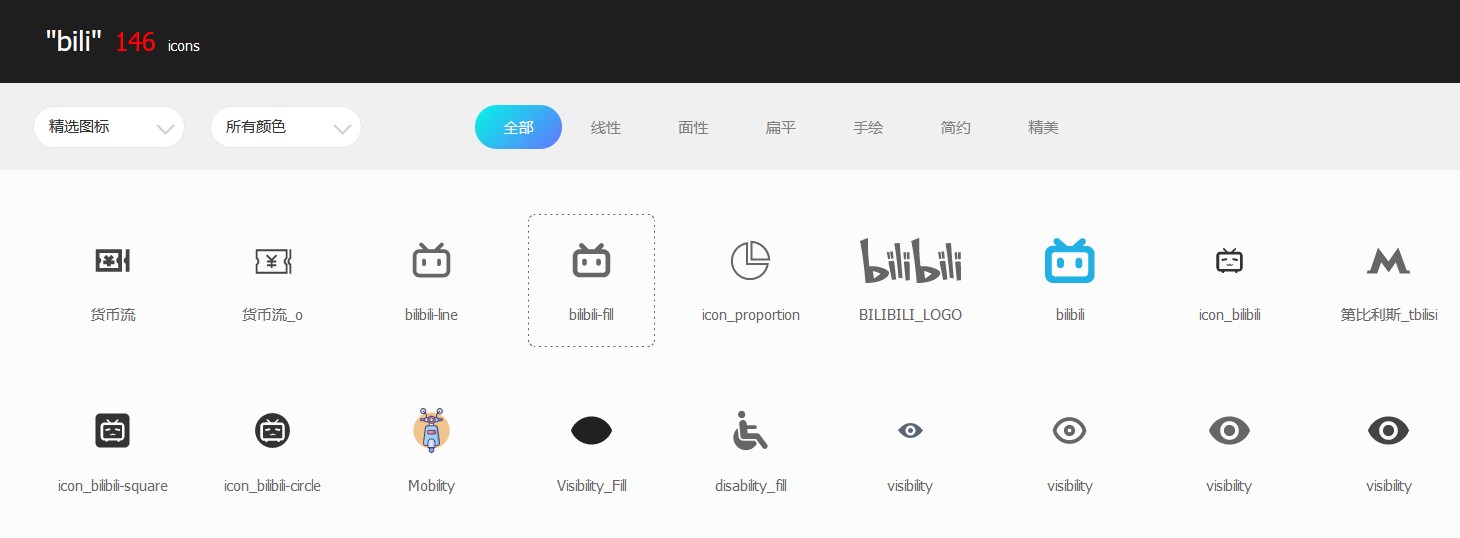 "bili" 146 icons
精选图标 所有颜色 全部 线性 面性 扁平 手绘 简约 精美
bilibili
货币流 货币流_o bilibili-line bilibili-fill icon_proportion BILIBILI_LOGO bilibili icon_bilibili 第比利斯_tbilisi
icon_bilibili-square icon_bilibili-circle Mobility Visibility_Fill disability_fill visibility visibility visibility visibility